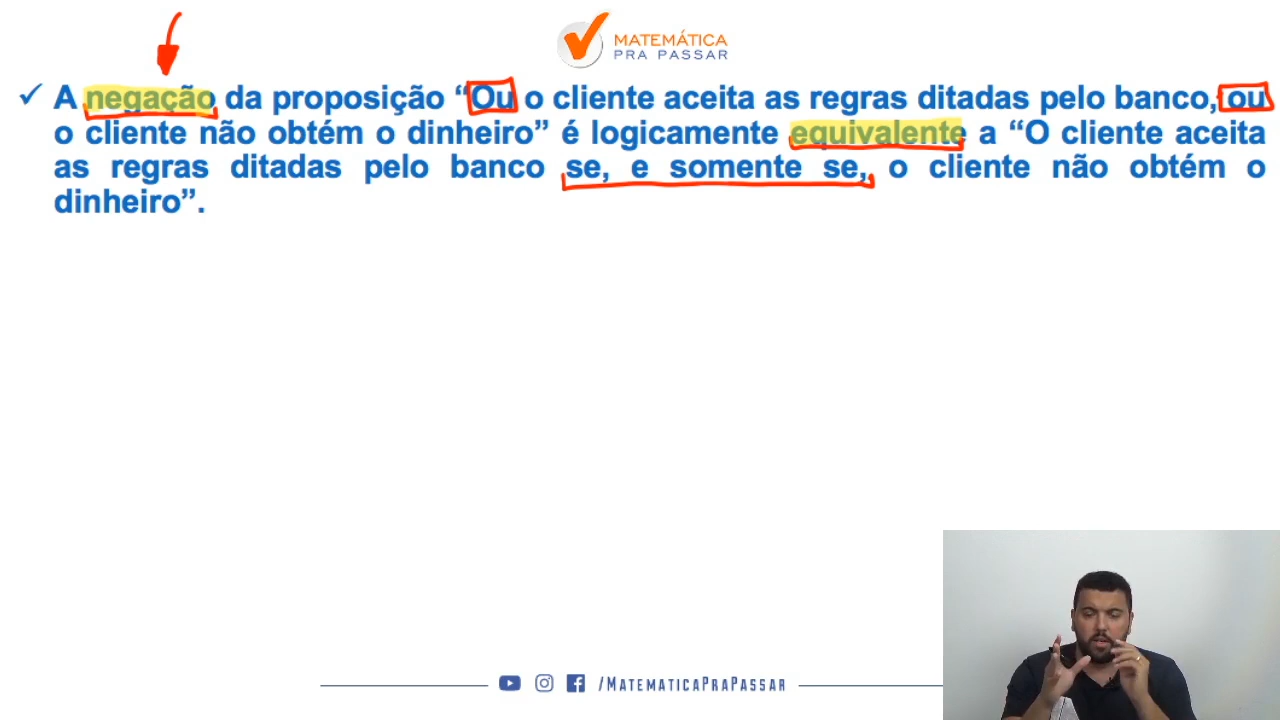 MATEMÁTICA
PRA PASSAR
A negação da proposição “Ou o cliente aceita as regras ditadas pelo banco, ou
o cliente não obtém o dinheiro” é logicamente equivalente a “O cliente aceita
as regras ditadas pelo banco se, e somente se, o cliente não obtém o
dinheiro”.
/MatematicaPraPassar